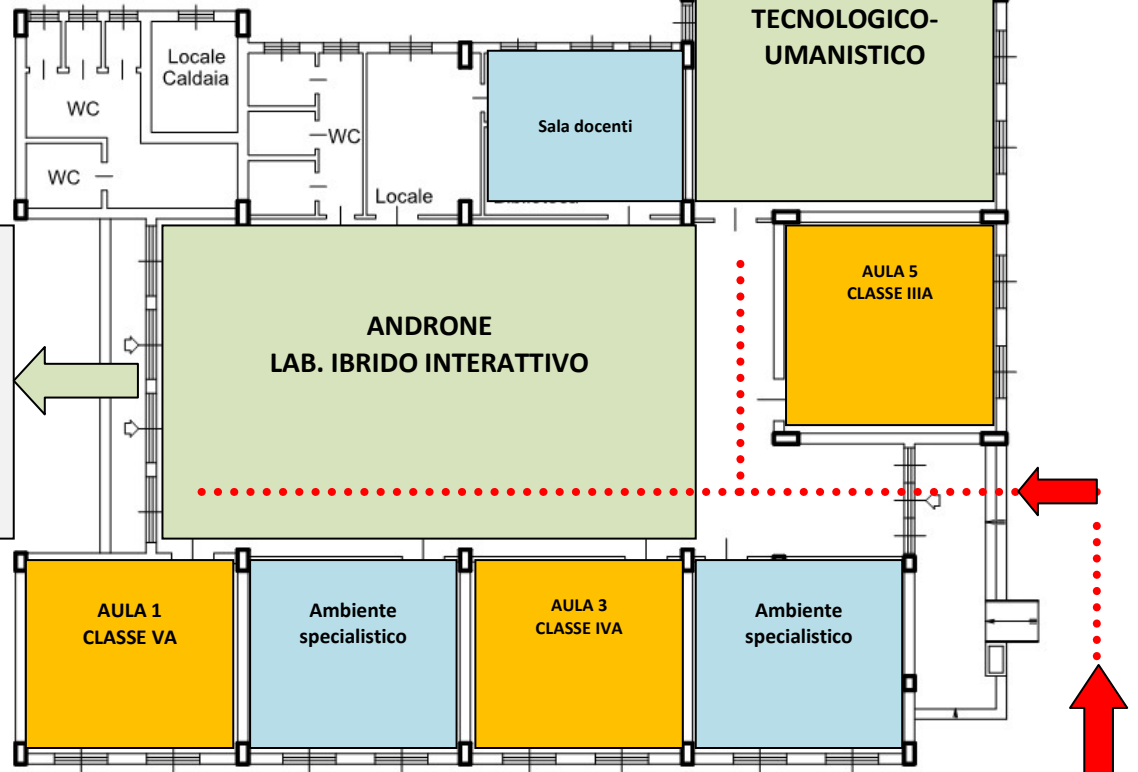 TECNOLOGICO-
UMANISTICO
Locale
Caldaia
WC
WC
WC
Sala docenti
Locale
AULA 5
CLASSE IIIA
ANDRONE
LAB. IBRIDO INTERATTIVO
AULA 1
CLASSE VA
Ambiente
specialistico
AULA 3
CLASSE IVA
Ambiente
specialistico